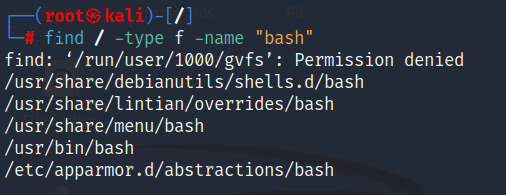 ┌──(root㉿kali)-[/]
└─# find / -type f -name "bash"
find: ‘/run/user/1000/gvfs’: Permission denied
/usr/share/debianutils/shells.d/bash
/usr/share/lintian/overrides/bash
/usr/share/menu/bash
/usr/bin/bash
/etc/apparmor.d/abstractions/bash